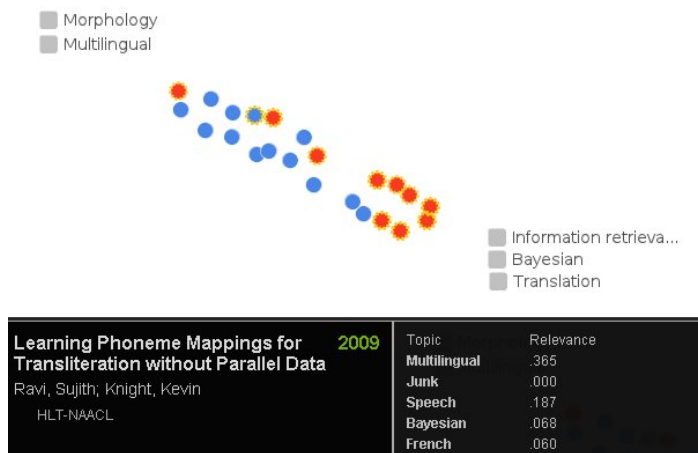 Morphology
Multilingual
Information retrieva...
Bayesian
Translation
Learning Phoneme Mappings for 2009
Transliteration without Parallel Data
Ravi, Sujith; Knight, Kevin
HLT-NAACL
Topic Relevance
Multilingual .365
Junk .000
Speech .187
Bayesian .068
French .060